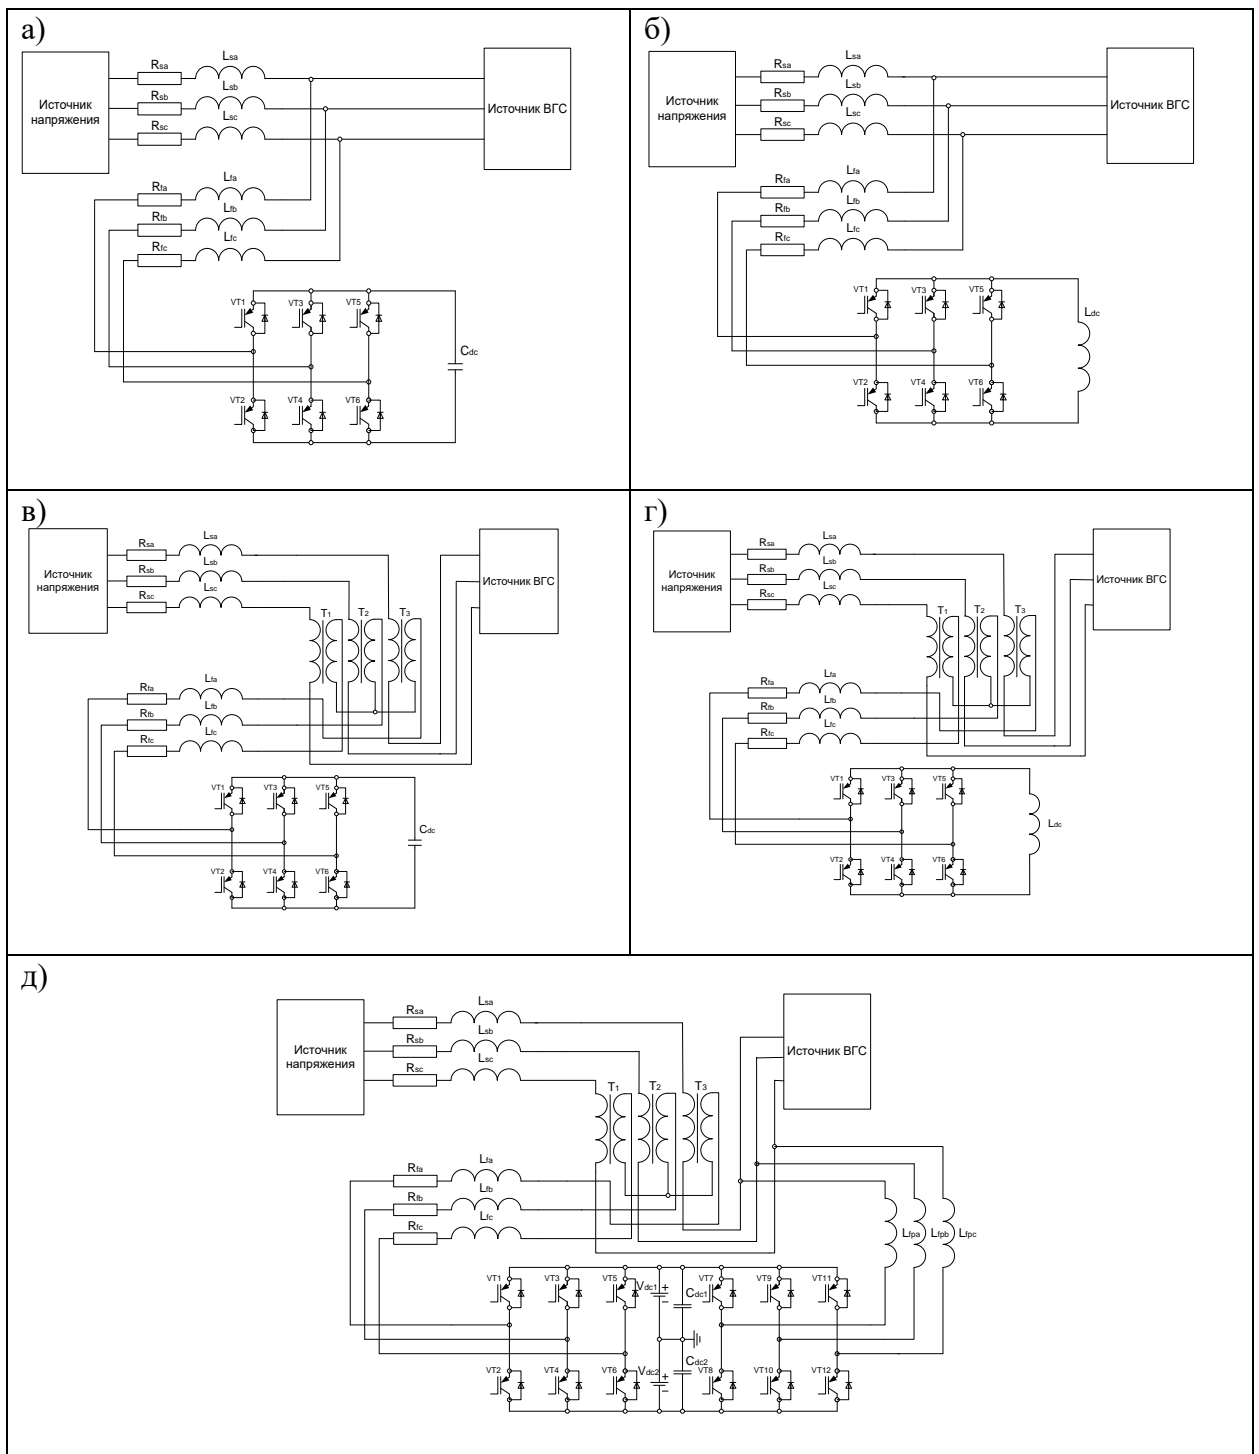 а)
Источник
напряжения
Rsa
Lsa
Rsb
Lsb
Rsc
Lsc
Источник ВГС
Rfa
Lfa
Rfb
Lfb
Rfc
Lfc
VT1
VT3
VT5
Cdc
VT2
VT4
VT6
б)
Источник
напряжения
Rsa
Lsa
Rsb
Lsb
Rsc
Lsc
Источник ВГС
Rfa
Lfa
Rfb
Lfb
Rfc
Lfc
VT1
VT3
VT5
Ldc
VT2
VT4
VT6
в)
Источник
напряжения
Rsa
Lsa
Rsb
Lsb
Rsc
Lsc
T1 T2 T3
Источник ВГС
Rfa
Lfa
Rfb
Lfb
Rfc
Lfc
VT1
VT3
VT5
Cdc
VT2
VT4
VT6
г)
Источник
напряжения
Rsa
Lsa
Rsb
Lsb
Rsc
Lsc
T1 T2 T3
Источник ВГС
Rfa
Lfa
Rfb
Lfb
Rfc
Lfc
VT1
VT3
VT5
Ldc
VT2
VT4
VT6
д)
Источник
напряжения
Rsa
Lsa
Rsb
Lsb
Rsc
Lsc
T1 T2 T3
Источник ВГС
Rfa
Lfa
Rfb
Lfb
Rfc
Lfc
Lfpa Lfpb Lfpc
VT1
VT3
VT5
Vdc1
+
−
Cdc1
VT7
VT9
VT11
VT2
VT4
VT6
Vdc2
+
−
Cdc2
VT8
VT10
VT12